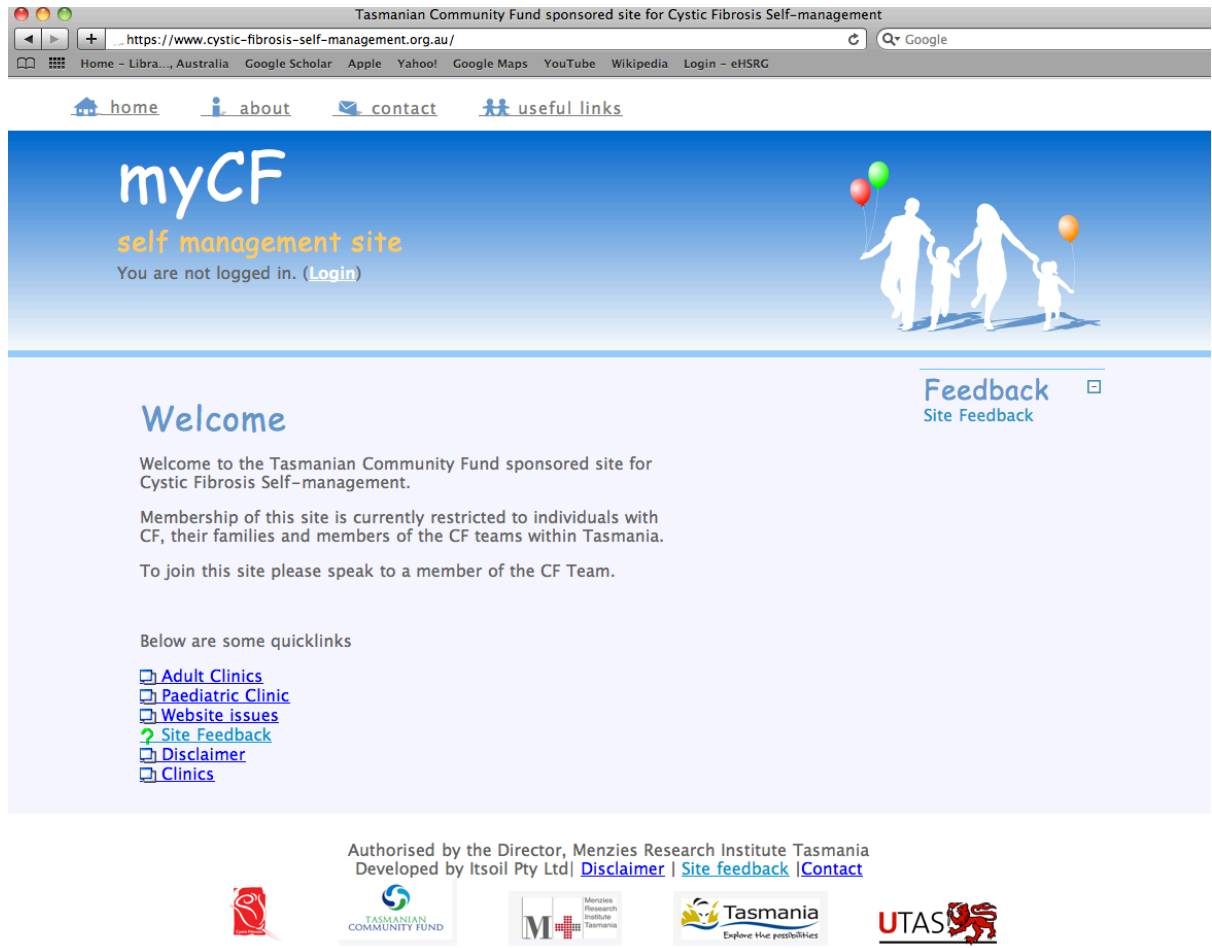 Tasmanian Community Fund sponsored site for Cystic Fibrosis Self-management
https://www.cystic-fibrosis-self-management.org.au/
Google
Home – Libra..., Australia Google Scholar Apple Yahoo! Google Maps YouTube Wikipedia Login – eHSRG
home about contact useful links
myCF
self management site
You are not logged in. (Login)
Feedback
Site Feedback
Welcome
Welcome to the Tasmanian Community Fund sponsored site for
Cystic Fibrosis Self-management.
Membership of this site is currently restricted to individuals with
CF, their families and members of the CF teams within Tasmania.
To join this site please speak to a member of the CF Team.
Below are some quicklinks
Adult Clinics
Paediatric Clinic
Website issues
Site Feedback
Disclaimer
Clinics
Authorised by the Director, Menzies Research Institute Tasmania
Developed by Itsoil Pty Ltd| Disclaimer | Site feedback |Contact
Cystic Fibrosis
TASMANIAN
COMMUNITY FUND
M
Menzies
Research
Institute
Tasmania
Tasmania
Explore the possibilities
UTAS